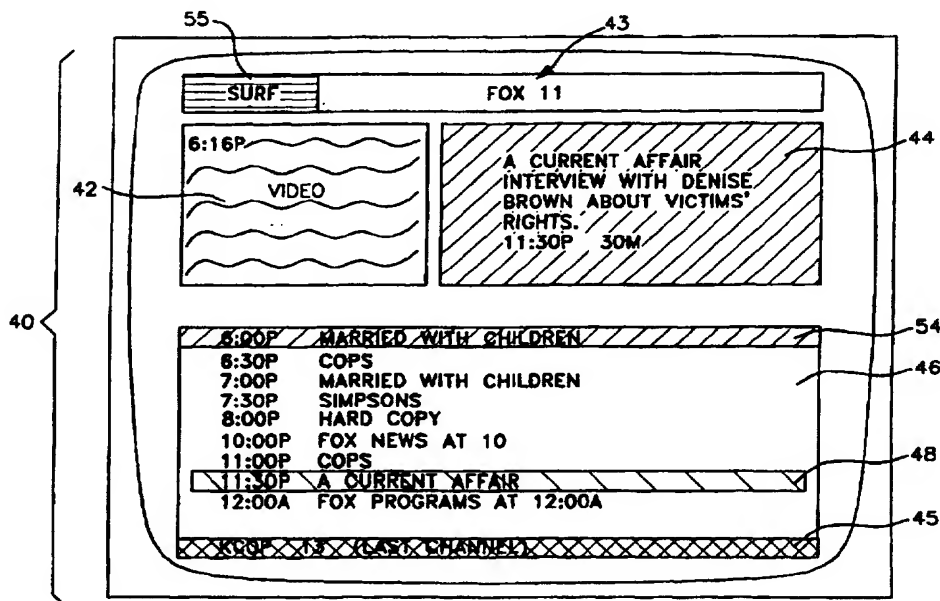 55
43
SURF FOX 11
44
6:16P
VIDEO
42
A CURRENT AFFAIR
INTERVIEW WITH DENISE
BROWN ABOUT VICTIMS'
RIGHTS.
11:30P 30M
40
54
6:00P MARRIED WITH CHILDREN
46
6:30P COPS
7:00P MARRIED WITH CHILDREN
7:30P SIMPSONS
8:00P HARD COPY
10:00P FOX NEWS AT 10
11:00P COPS
48
11:30P A CURRENT AFFAIR
12:00A FOX PROGRAMS AT 12:00A
45
KCOP 13 (LAST CHANNEL)